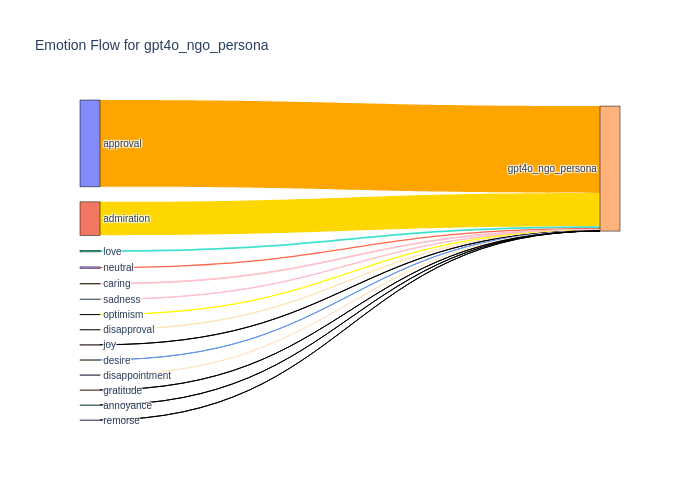 Emotion Flow for gpt4o_ngo_persona
approval
gpt4o_ngo_persona
admiration
love
neutral
caring
sadness
optimism
disapproval
joy
desire
disappointment
gratitude
annoyance
remorse